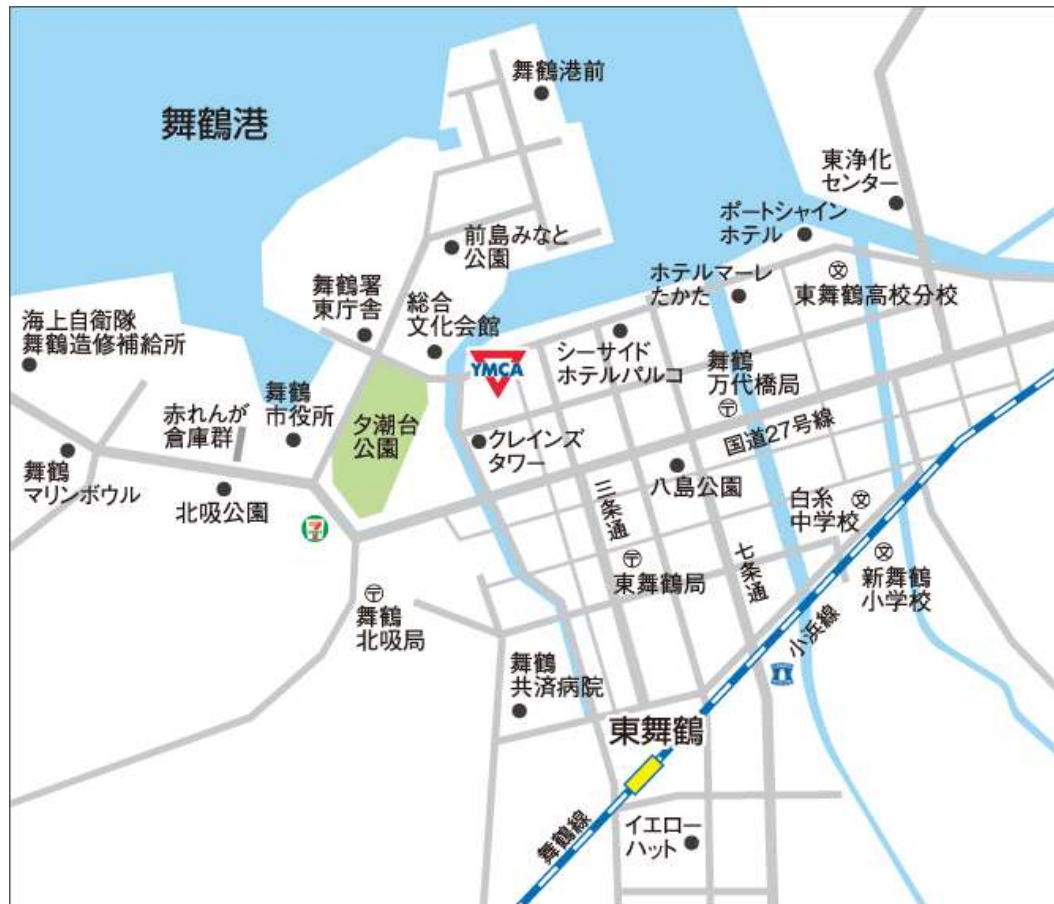 舞鶴港前
舞鶴港
東浄化
センター
ポートシャイン
ホテル
前島みなと
公園
舞鶴署
東庁舎
総合
文化会館
ホテルマーレ
たかた
東舞鶴高校分校
文
海上自衛隊
舞鶴造修補給所
YMCA
シーサイド
ホテルパルコ
舞鶴
万代橋局
〒
国道27号線
赤れんが
倉庫群
舞鶴
市役所
夕潮台
公園
クレインズ
タワー
八島公園
舞鶴
マリンボウル
北吸公園
三条通
白糸
中学校
文
7
東舞鶴局
〒
七条通
新舞鶴
小学校
文
〒
舞鶴
北吸局
小浜線
舞鶴
共済病院
東舞鶴
舞鶴線
イエロー
ハット